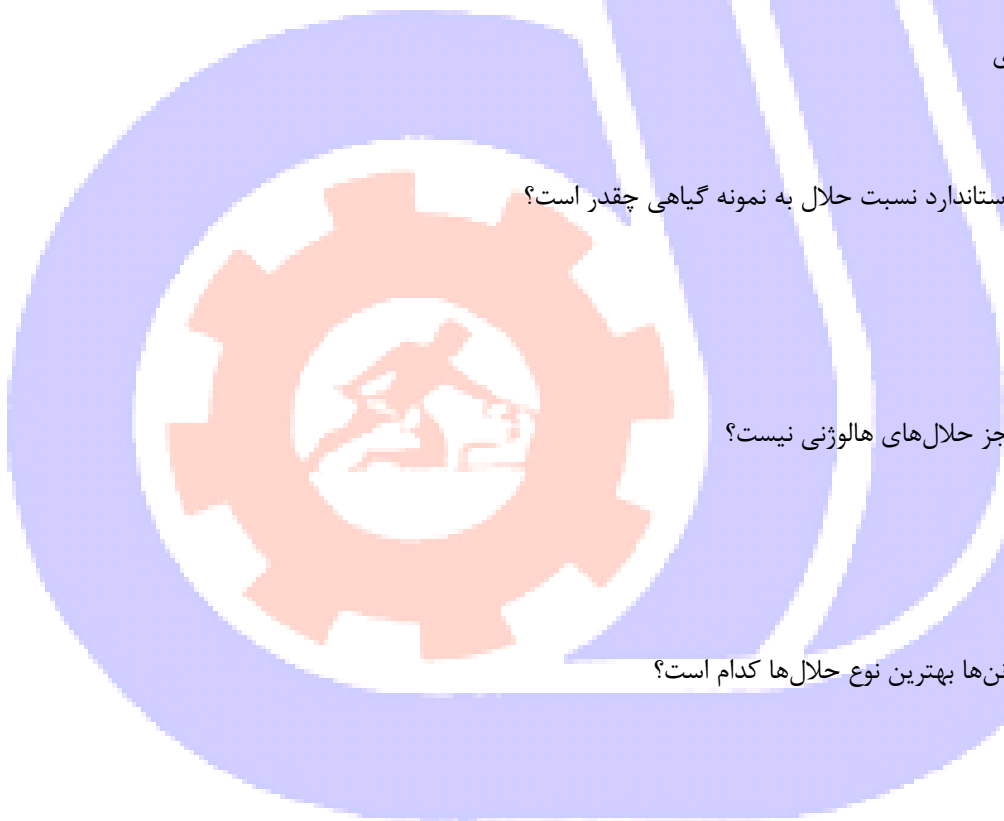 ستاندارد نسبت حلال به نمونه گیاهی چقدر است؟
جز حلال‌های هالوژنی نیست؟
بهترین نوع حلال‌ها کدام است؟